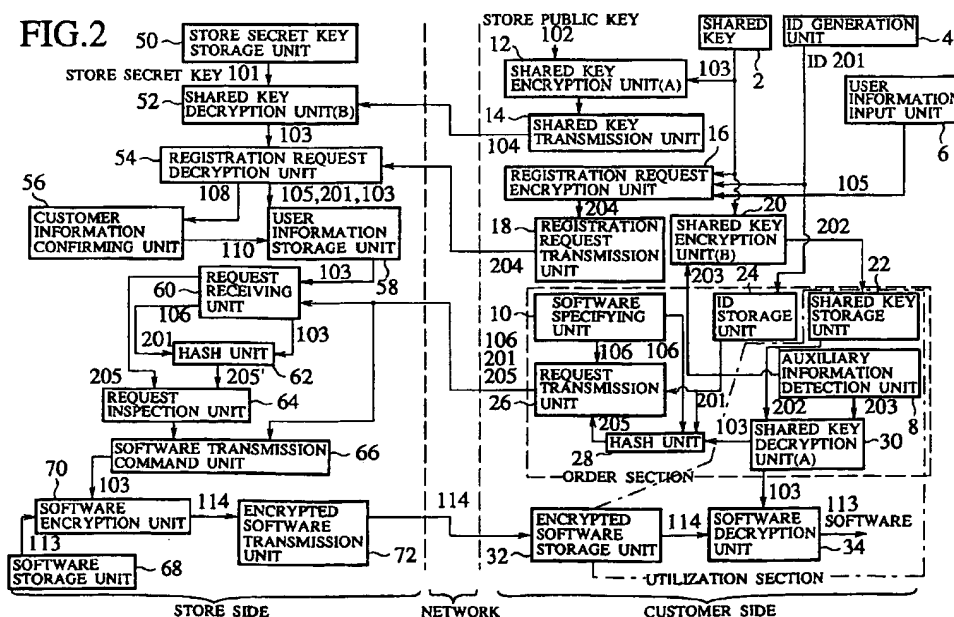 FIG.2
50
STORE SECRET KEY
STORAGE UNIT
STORE SECRET KEY 101
52
SHARED KEY
DECRYPTION UNIT(B)
103
54
REGISTRATION REQUEST
DECRYPTION UNIT
108
105,201,103
56
CUSTOMER
INFORMATION
CONFIRMING UNIT
110
USER
INFORMATION
STORAGE UNIT
58
103
60
REQUEST
RECEIVING
UNIT
106
103
201
HASH UNIT
62
205
205'
REQUEST
INSPECTION UNIT
64
SOFTWARE TRANSMISSION
COMMAND UNIT
66
70
103
SOFTWARE
ENCRYPTION UNIT
114
ENCRYPTED
SOFTWARE
TRANSMISSION
UNIT
72
113
SOFTWARE
STORAGE UNIT
68
STORE SIDE
NETWORK
114
STORE PUBLIC KEY
102
12
SHARED KEY
ENCRYPTION UNIT(A)
103
SHARED
KEY
2
ID GENERATION
UNIT
4
ID 201
14
SHARED KEY
TRANSMISSION UNIT
104
USER
INFORMATION
INPUT UNIT
6
16
REGISTRATION REQUEST
ENCRYPTION UNIT
105
204
18
REGISTRATION
REQUEST
TRANSMISSION
UNIT
204
20
SHARED KEY
ENCRYPTION
UNIT(B)
202
203
24
22
10
SOFTWARE
SPECIFYING
UNIT
ID
STORAGE
UNIT
SHARED KEY
STORAGE
UNIT
106
201
205
106
106
REQUEST
TRANSMISSION
UNIT
26
201
AUXILIARY
INFORMATION
DETECTION UNIT
8
202
203
205
HASH UNIT
28
103
SHARED KEY
DECRYPTION
UNIT(A)
30
ORDER SECTION
103
ENCRYPTED
SOFTWARE
STORAGE UNIT
32
114
SOFTWARE
DECRYPTION
UNIT
34
113
SOFTWARE
UTILIZATION SECTION
CUSTOMER SIDE